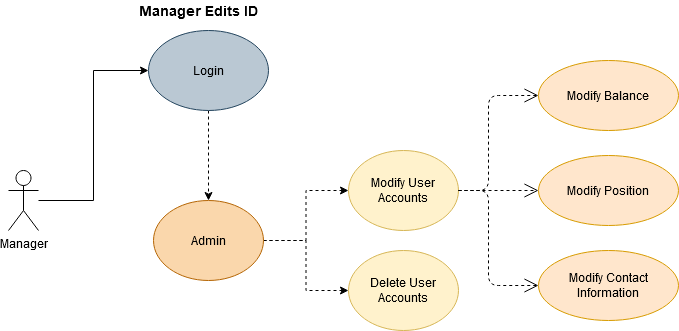 Manager Edits ID
Login
Manager
Admin
Modify User
Accounts
Delete User
Accounts
Modify Balance
Modify Position
Modify Contact
Information